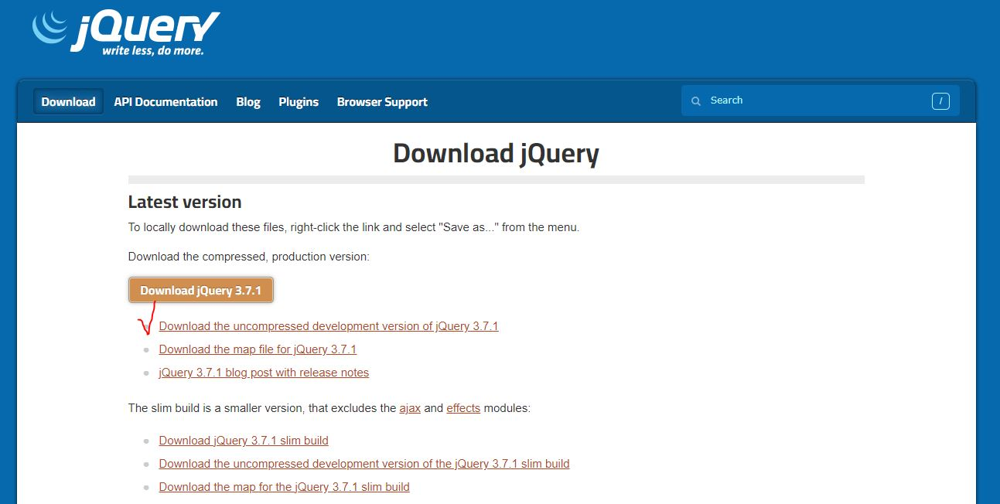 jQuery
write less, do more.
Download API Documentation Blog Plugins Browser Support Search /
Download jQuery
Latest version
To locally download these files, right-click the link and select "Save as..." from the menu.
Download the compressed, production version:
Download jQuery 3.7.1
Download the uncompressed development version of jQuery 3.7.1
Download the map file for jQuery 3.7.1
jQuery 3.7.1 blog post with release notes
The slim build is a smaller version, that excludes the ajax and effects modules:
Download jQuery 3.7.1 slim build
Download the uncompressed development version of the jQuery 3.7.1 slim build
Download the map for the jQuery 3.7.1 slim build